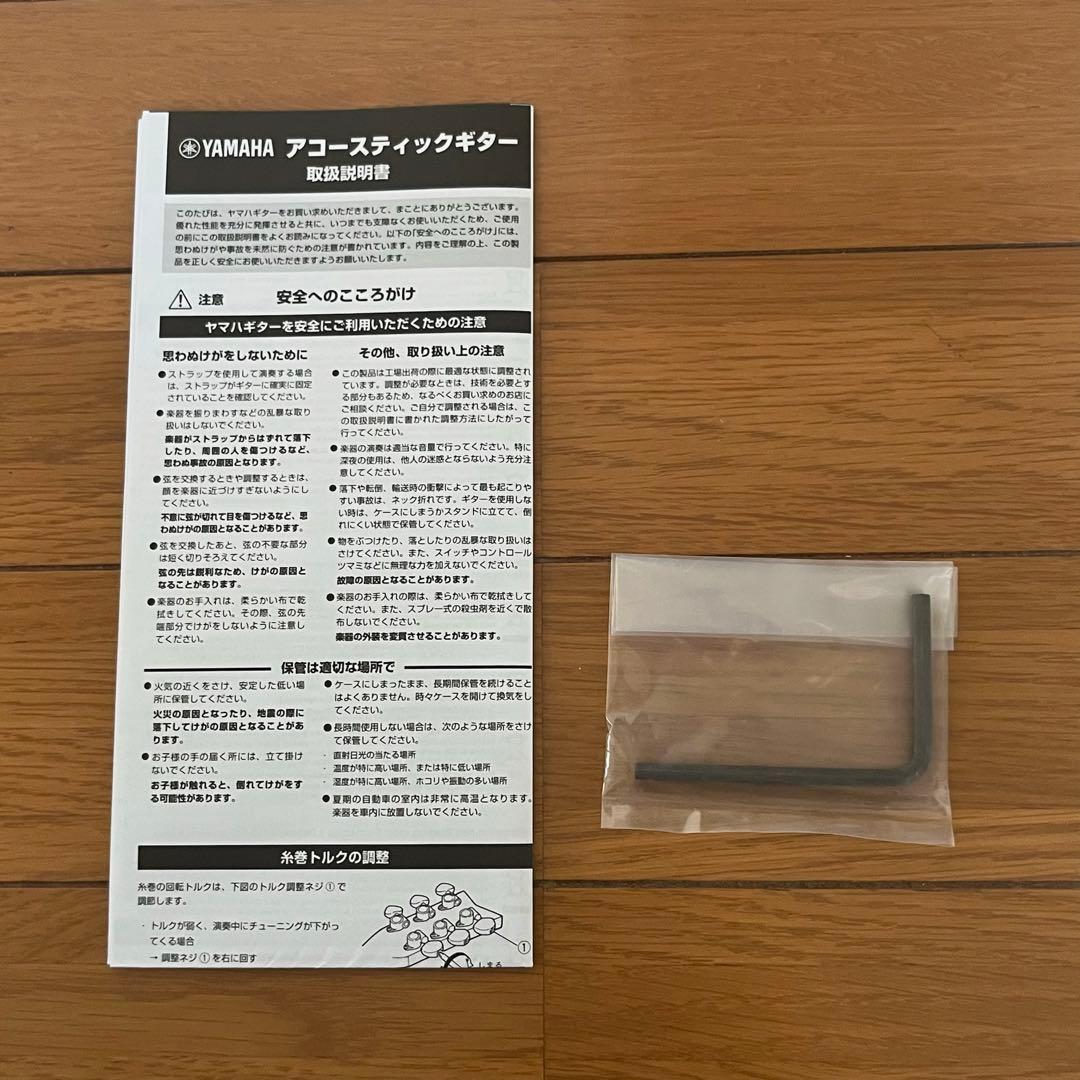 YAMAHA アコースティックギター
取扱説明書
このたびは、ヤマハギターをお買い求めいただきまして、まことにありがとうございます。
優れた性能を充分に発揮させると共に、いつまでも支障なくお使いいただくため、ご使用
の前にこの取扱説明書をよくお読みになってください。以下の「安全へのこころがけ」には、
思わぬけがや事故を未然に防ぐための注意が書かれています。内容をご理解の上、この製
品を正しく安全にお使いいただきますようお願いいたします。
注意 安全へのこころがけ
ヤマハギターを安全にご利用いただくための注意
思わぬけがをしないために
●ストラップを使用して演奏する場合
は、ストラップがギターに確実に固定
されていることを確認してください。
●楽器を振りまわすなどの乱暴な取り
扱いはしないでください。
楽器がストラップからはずれて落下
したり、周囲の人を傷つけるなど、
思わぬ事故の原因となります。
●弦を交換するときや調整するときは、
顔を楽器に近づけすぎないようにし
てください。
不意に弦が切れて目を傷つけるなど、思
わぬけがの原因となることがあります。
●弦を交換したあと、弦の不要な部分
は短く切りそろえてください。
弦の先は鋭利なため、けがの原因と
なることがあります。
●楽器のお手入れは、柔らかい布で乾
拭きしてください。その際、弦の先
端部分でけがをしないように注意し
てください。
その他、取り扱い上の注意
●この製品は工場出荷の際に最適な状態に調整され
ています。調整が必要なときは、技術を必要とす
る部分もあるため、なるべくお買い求めのお店に
ご相談ください。ご自分で調整される場合は、こ
の取扱説明書に書かれた調整方法にしたがって
行ってください。
●楽器の演奏は適当な音量で行ってください。特に
深夜の使用は、他人の迷惑とならないよう充分注
意してください。
●落下や転倒、輸送時の衝撃によって最も起こりや
すい事故は、ネック折れです。ギターを使用しな
い時は、ケースにしまうかスタンドに立てて、倒
れにくい状態で保管してください。
●物をぶつけたり、落としたりの乱暴な取り扱いは
さけてください。また、スイッチやコントロール
ツマミなどに無理な力を加えないでください。
故障の原因となることがあります。
●楽器のお手入れの際は、柔らかい布で乾拭きして
ください。また、スプレー式の殺虫剤を近くで散
布しないでください。
楽器の外装を変質させることがあります。
保管は適切な場所で
●火気の近くをさけ、安定した低い場
所に保管してください。
火災の原因となったり、地震の際に
落下してけがの原因となることがあ
ります。
●お子様の手の届く所には、立て掛け
ないでください。
お子様が触れると、倒れてけがをす
る可能性があります。
●ケースにしまったまま、長期間保管を続けること
はよくありません。時々ケースを開けて換気をし
てください。
●長時間使用しない場合は、次のような場所をさけ
て保管してください。
・ 直射日光の当たる場所
・ 温度が特に高い場所、または特に低い場所
・ 湿度が特に高い場所、ホコリや振動の多い場所
●夏期の自動車の室内は非常に高温となります。
楽器を車内に放置しないでください。
糸巻トルクの調整
糸巻の回転トルクは、下図のトルク調整ネジ①で
調節します。
・ トルクが弱く、演奏中にチューニングが下がっ
てくる場合
→ 調整ネジ①を右に回す
①
しまる